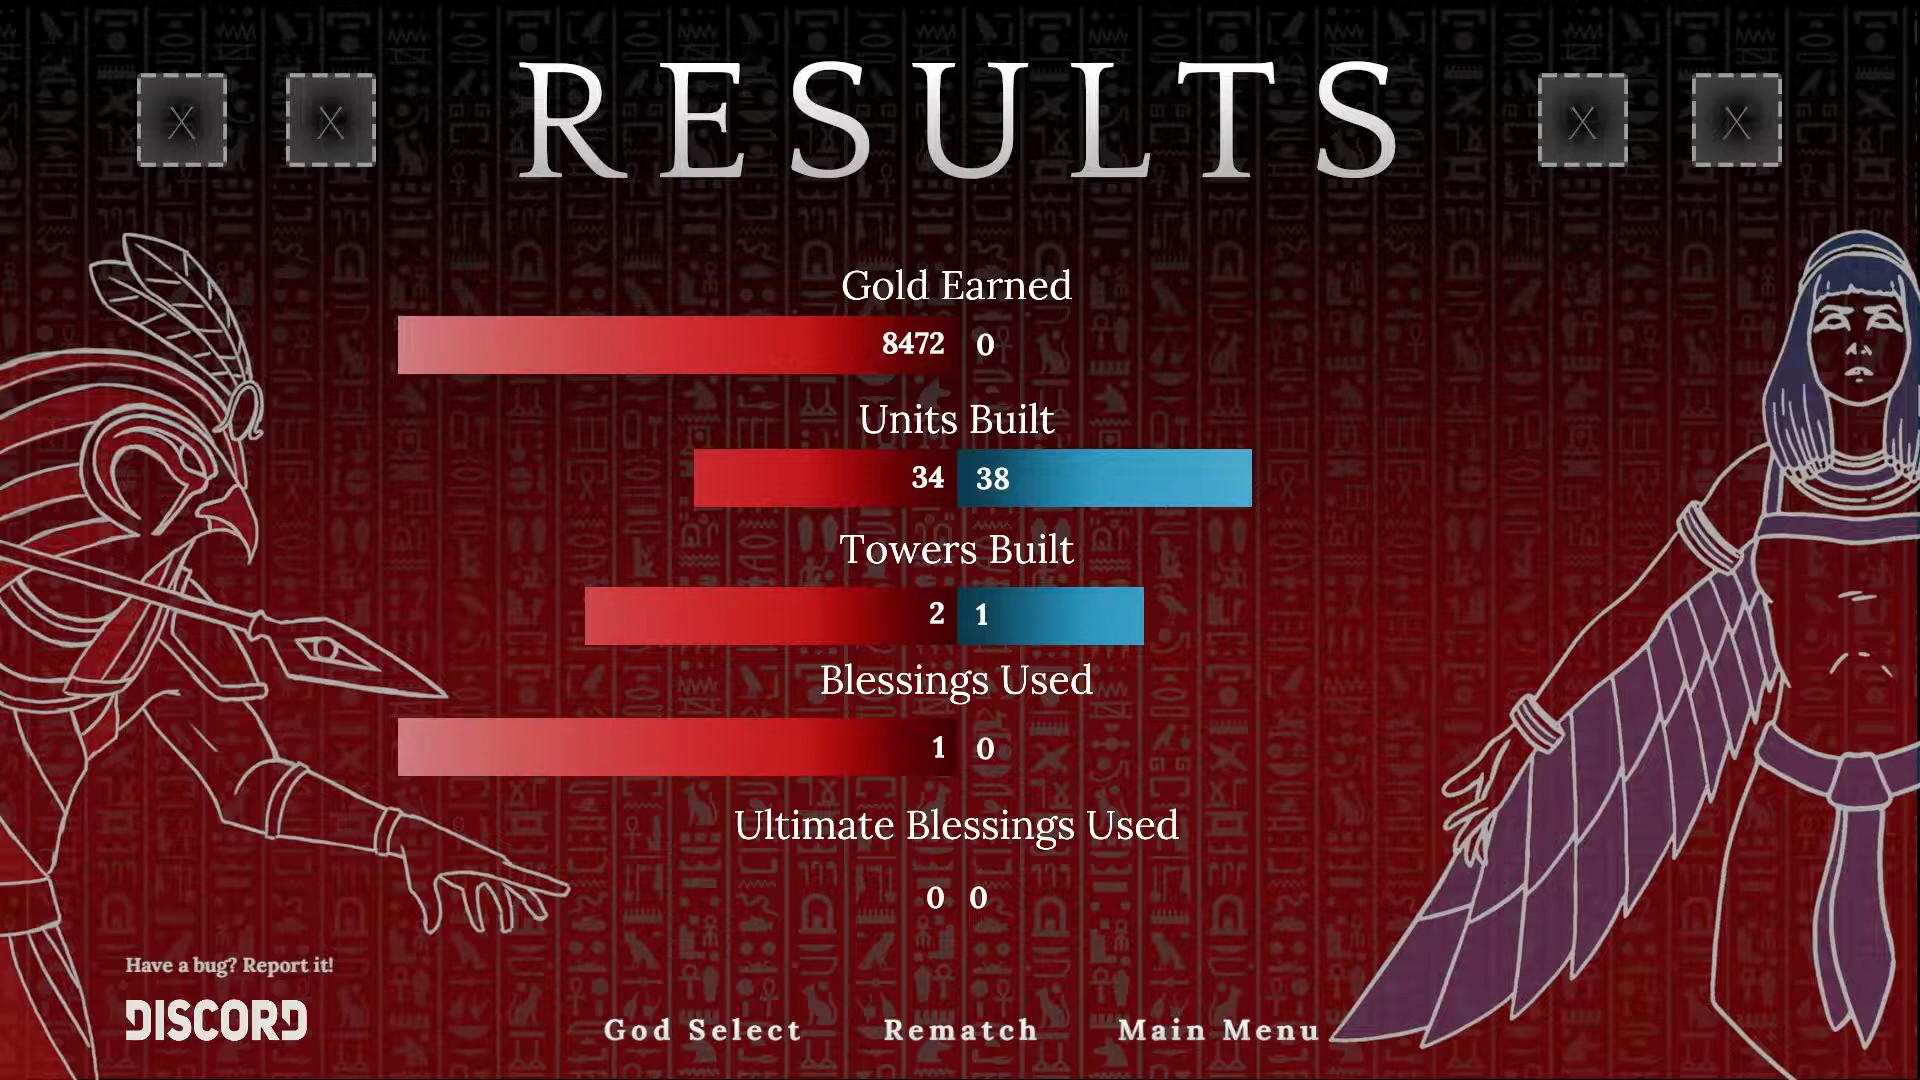 RESULTS
X X X X
Gold Earned
8472 0
Units Built
34 38
Towers Built
2 1
Blessings Used
1 0
Ultimate Blessings Used
0 0
Have a bug? Report it!
DISCORD
God Select Rematch Main Menu